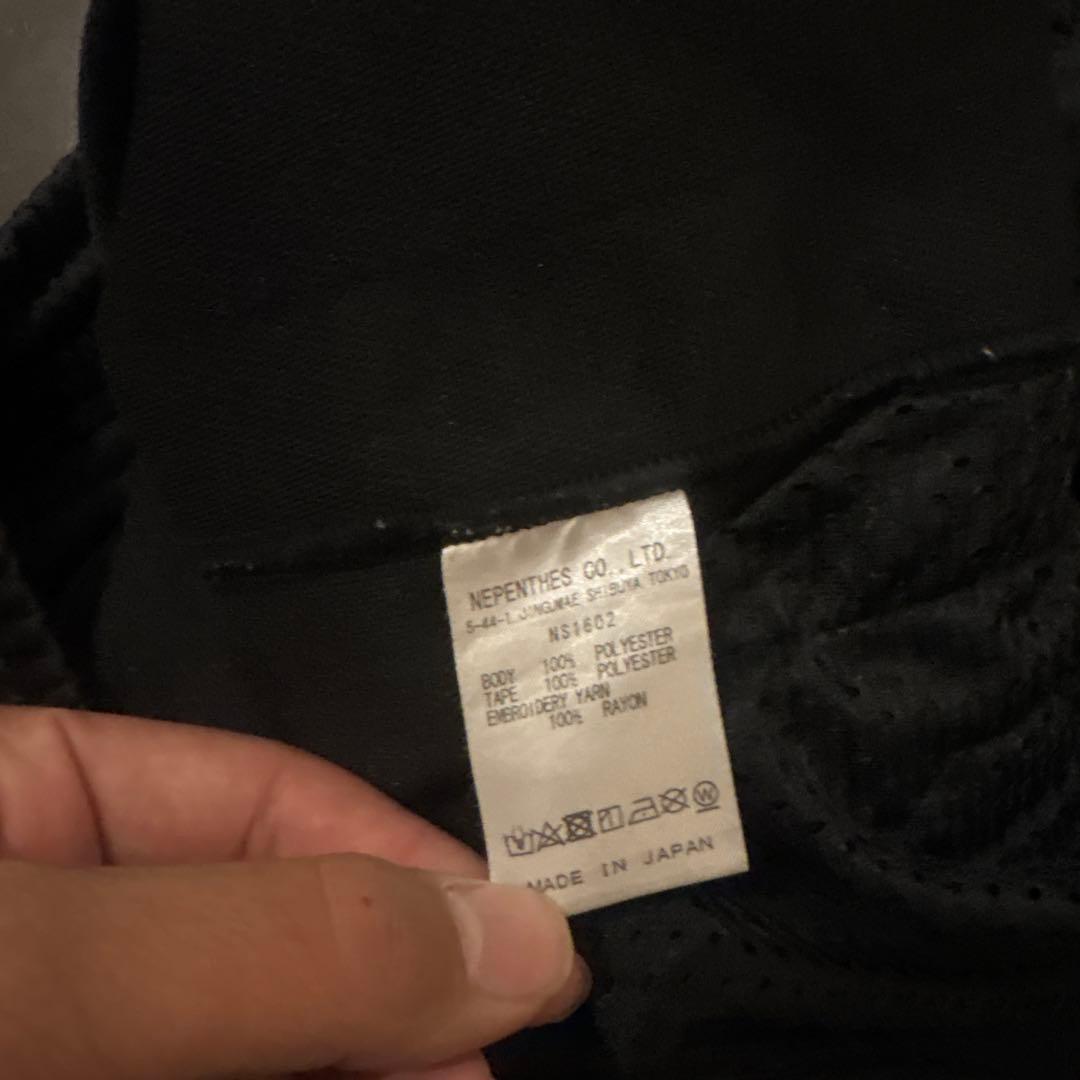 NEPENTHES CO., LTD.
5-44-1, JINGUMAE SHIBUYA TOKYO
NS1602
BODY 100% POLYESTER
TAPE 100% POLYESTER
EMBROIDERY YARN
100% RAYON
W
MADE IN JAPAN